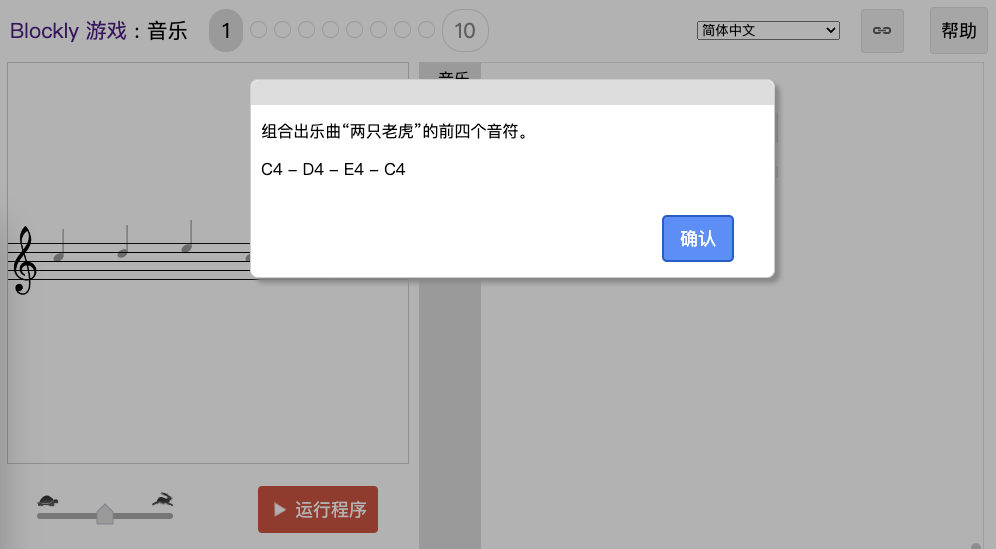 Blockly 游戏 : 音乐 1 10 简体中文 帮助
音乐
组合出乐曲“两只老虎”的前四个音符。
C4 – D4 – E4 – C4
确认
运行程序